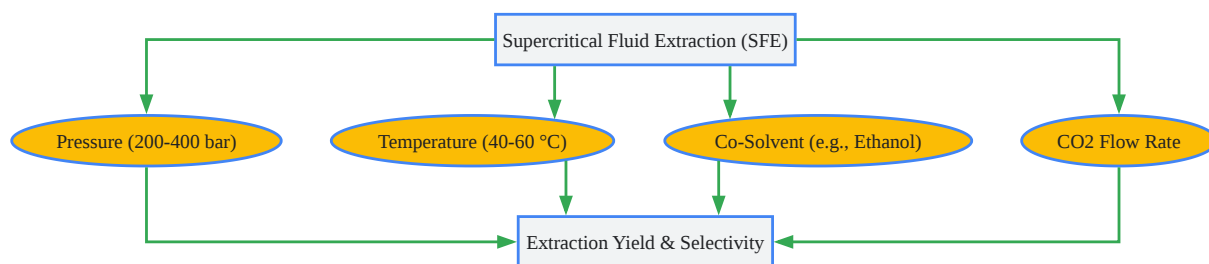 Supercritical Fluid Extraction (SFE)
Pressure (200-400 bar)
Temperature (40-60 °C)
Co-Solvent (e.g., Ethanol)
CO2 Flow Rate
Extraction Yield & Selectivity